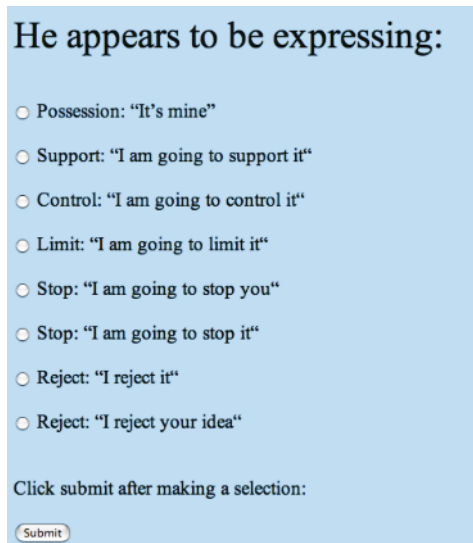 He appears to be expressing:
Possession: “It’s mine”
Support: “I am going to support it“
Control: “I am going to control it“
Limit: “I am going to limit it“
Stop: “I am going to stop you“
Stop: “I am going to stop it“
Reject: “I reject it“
Reject: “I reject your idea“
Click submit after making a selection:
Submit